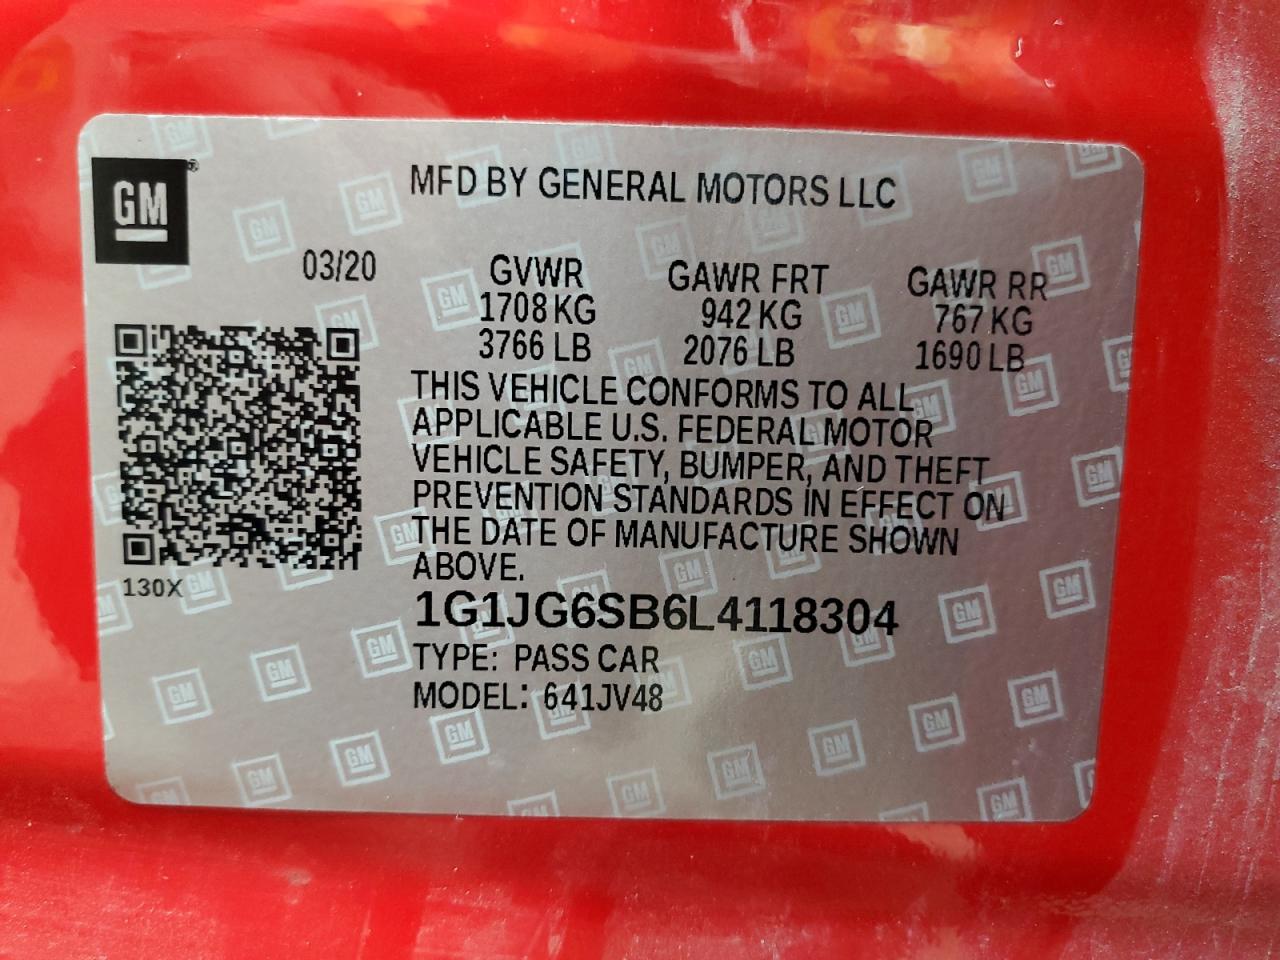 GM
MFD BY GENERAL MOTORS LLC
03/20
GVWR GAWR FRT GAWR RR
1708 KG 942 KG 767 KG
3766 LB 2076 LB 1690 LB
THIS VEHICLE CONFORMS TO ALL
APPLICABLE U.S. FEDERAL MOTOR
VEHICLE SAFETY, BUMPER, AND THEFT
PREVENTION STANDARDS IN EFFECT ON
THE DATE OF MANUFACTURE SHOWN
ABOVE.
130X
1G1JG6SB6L4118304
TYPE: PASS CAR
MODEL: 641JV48